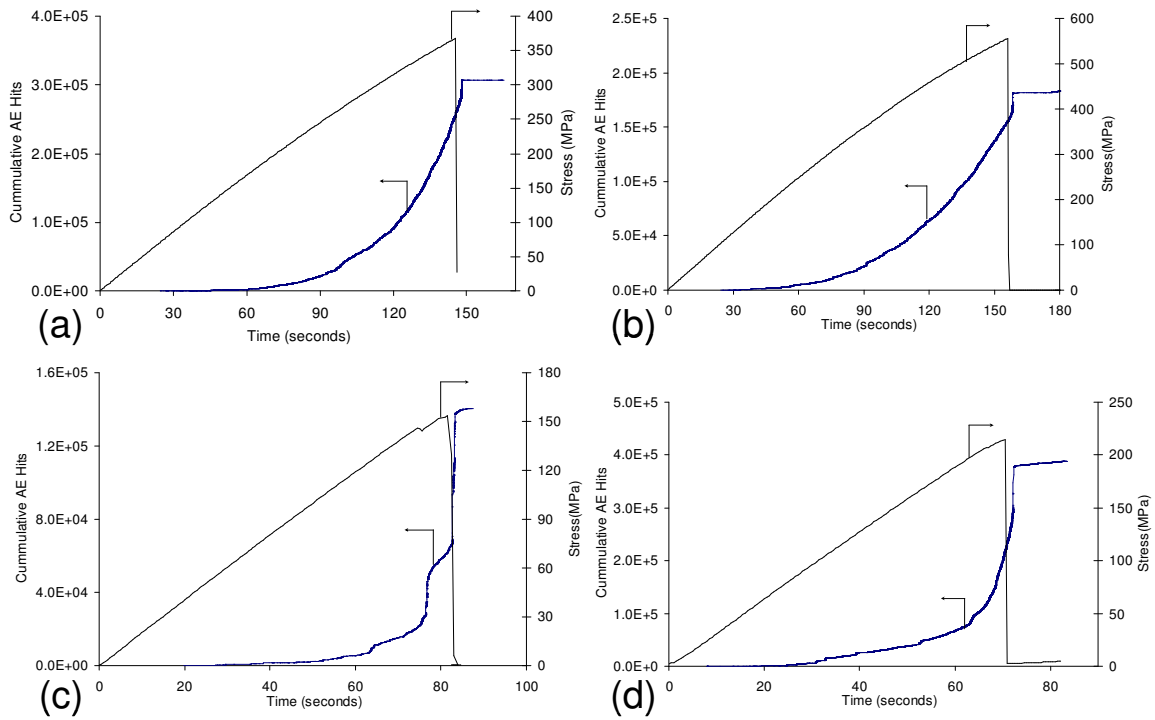 4.0E+05
3.0E+05
2.0E+05
1.0E+05
0.0E+00
Cummulative AE Hits
400
350
300
250
200
150
100
50
0
Stress (MPa)
0 30 60 90 120 150
Time (seconds)
(a)
2.5E+5
2.0E+5
1.5E+5
1.0E+5
5.0E+4
0.0E+0
Cummulative AE Hits
600
500
400
300
200
100
0
Stress(MPa)
0 30 60 90 120 150 180
Time (seconds)
(b)
1.6E+05
1.2E+05
8.0E+04
4.0E+04
0.0E+00
Cummulative AE Hits
180
150
120
90
60
30
0
Stress(MPa)
0 20 40 60 80 100
Time (seconds)
(c)
5.0E+5
4.0E+5
3.0E+5
2.0E+5
1.0E+5
0.0E+0
Cummulative AE Hits
250
200
150
100
50
0
Stress(MPa)
0 20 40 60 80
Time (seconds)
(d)